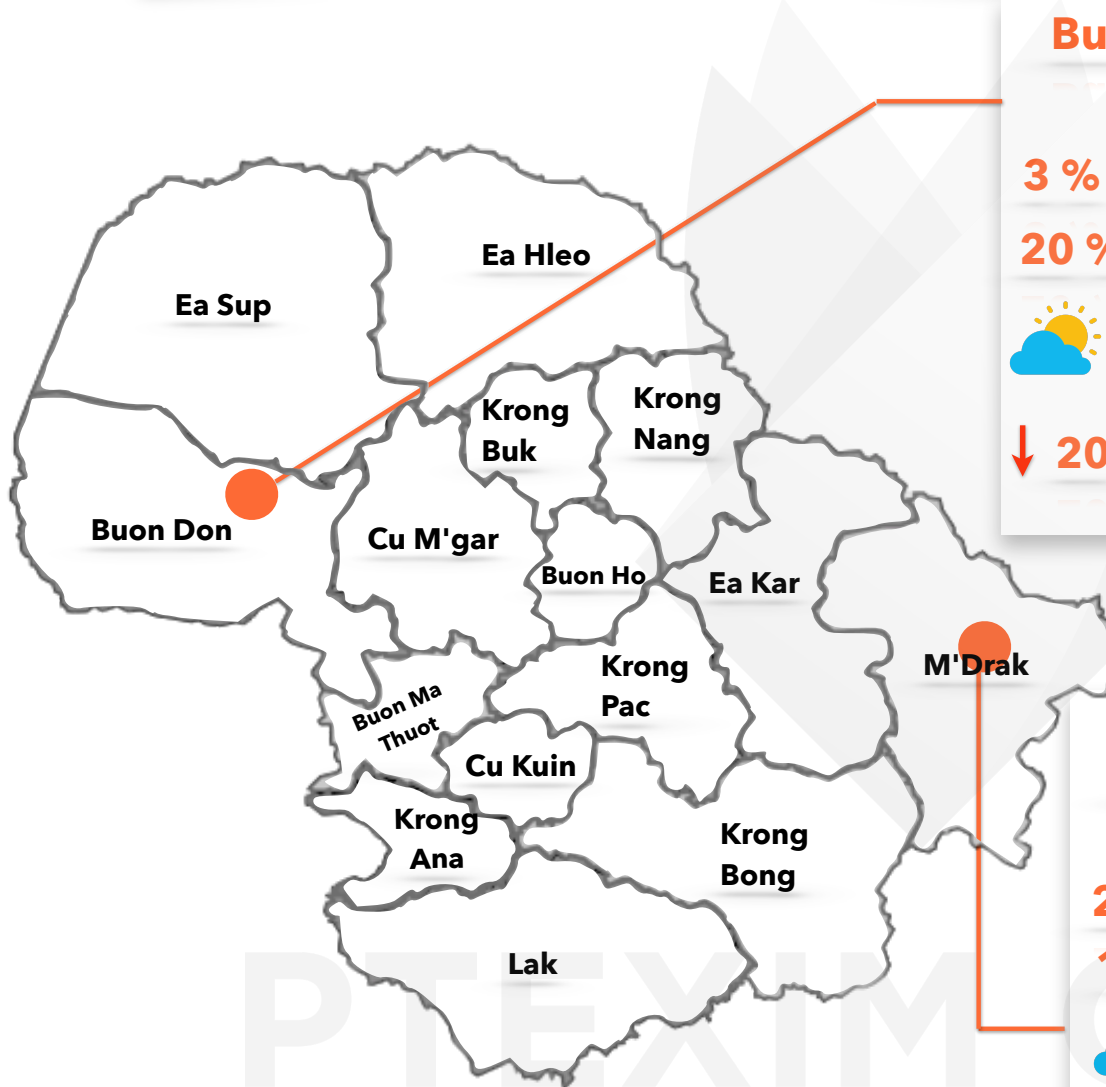 Bu
3 %
20 %
Ea Hleo
Ea Sup
Krong
Buk
Krong
Nang
20
Buon Don
Cu M'gar
Buon Ho
Ea Kar
M'Drak
Krong
Pac
Buon Ma
Thuot
Cu Kuin
Krong
Ana
Krong
Bong
Lak
PTEXIM